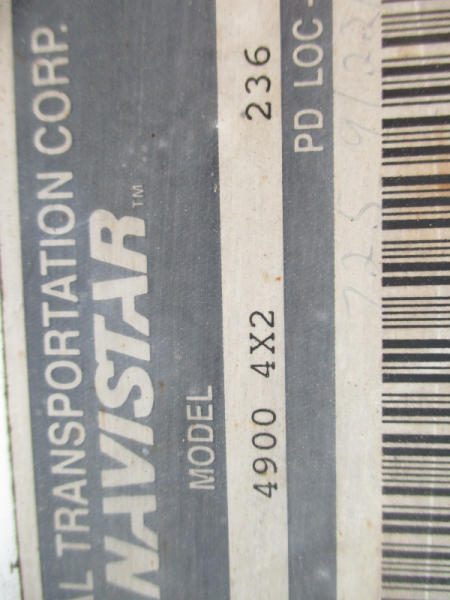 AL TRANSPORTATION CORP.
NAVISTAR™
MODEL
4900 4X2 236
PD LOC -